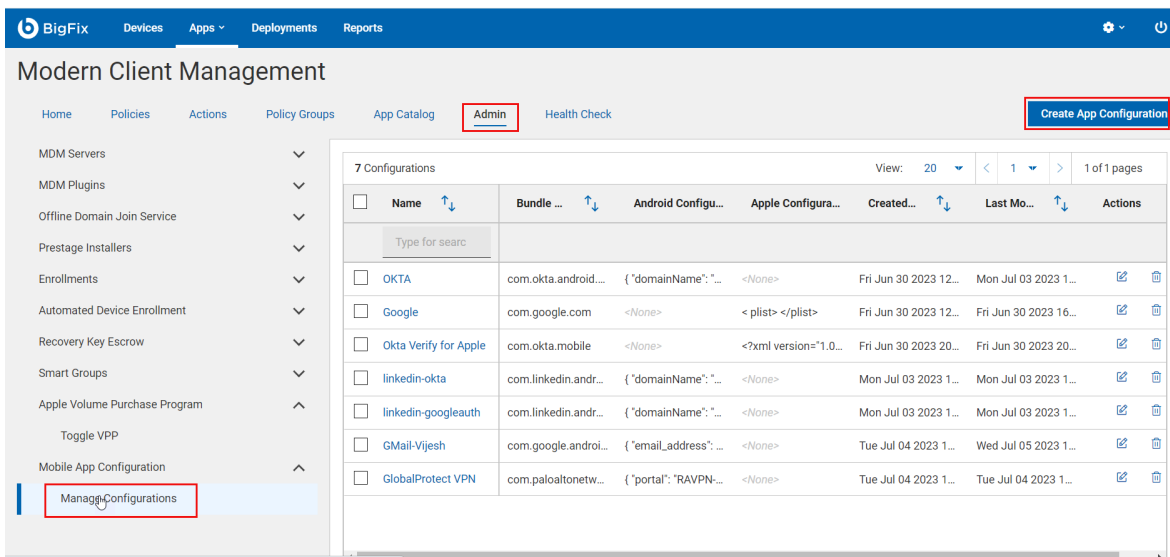 BigFix Devices Apps Deployments Reports
Modern Client Management
Home Policies Actions Policy Groups App Catalog Admin Health Check Create App Configuration
MDM Servers
MDM Plugins
Offline Domain Join Service
Prestage Installers
Enrollments
Automated Device Enrollment
Recovery Key Escrow
Smart Groups
Apple Volume Purchase Program
Toggle VPP
Mobile App Configuration
Manage Configurations
7 Configurations View: 20 1 1 of 1 pages
Name Bundle ... Android Configu... Apple Configura... Created... Last Mo... Actions
Type for searc
OKTA com.okta.android.... { "domainName": "... <None> Fri Jun 30 2023 12... Mon Jul 03 2023 1...
Google com.google.com <None> < plist> </plist> Fri Jun 30 2023 12... Fri Jun 30 2023 16...
Okta Verify for Apple com.okta.mobile <None> <?xml version="1.0... Fri Jun 30 2023 20... Fri Jun 30 2023 20...
linkedin-okta com.linkedin.andr... { "domainName": "... <None> Mon Jul 03 2023 1... Mon Jul 03 2023 1...
linkedin-googleauth com.linkedin.andr... { "domainName": "... <None> Mon Jul 03 2023 1... Mon Jul 03 2023 1...
GMail-Vijesh com.google.androi... { "email_address": ... <None> Tue Jul 04 2023 1... Wed Jul 05 2023 1...
GlobalProtect VPN com.paloaltonetw... { "portal": "RAVPN-... <None> Tue Jul 04 2023 1... Tue Jul 04 2023 1...